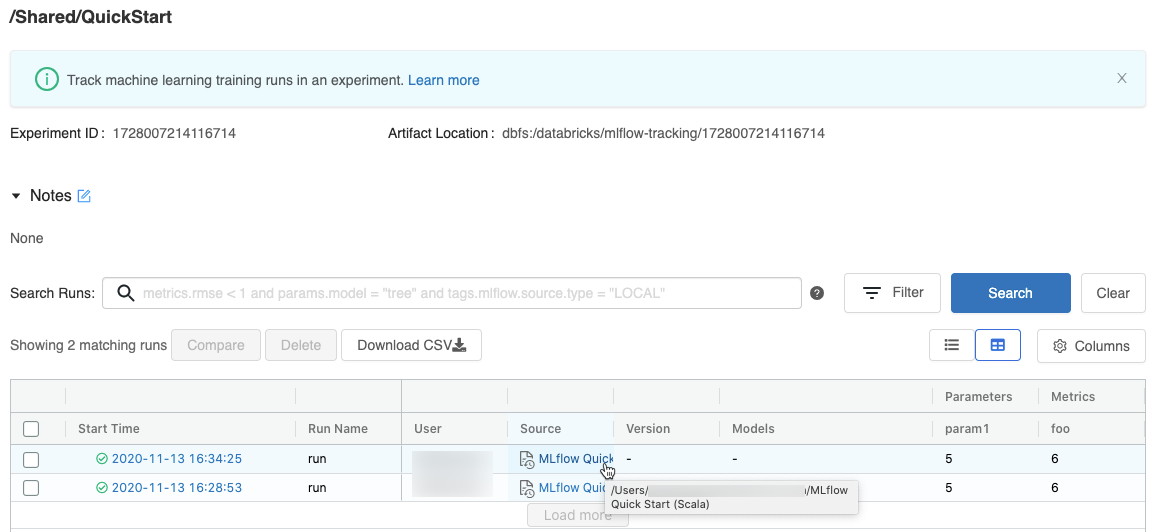 /Shared/QuickStart
Track machine learning training runs in an experiment. Learn more
Experiment ID : 1728007214116714 Artifact Location : dbfs:/databricks/mlflow-tracking/1728007214116714
Notes
None
Search Runs: metrics.rmse < 1 and params.model = "tree" and tags.mlflow.source.type = "LOCAL" ? Filter Search Clear
Showing 2 matching runs Compare Delete Download CSV Columns
Parameters Metrics
Start Time Run Name User Source Version Models param1 foo
2020-11-13 16:34:25 run MLflow Quick - - 5 6
2020-11-13 16:28:53 run MLflow Quic 5 6
/Users/ /MLflow
Quick Start (Scala)
Load more